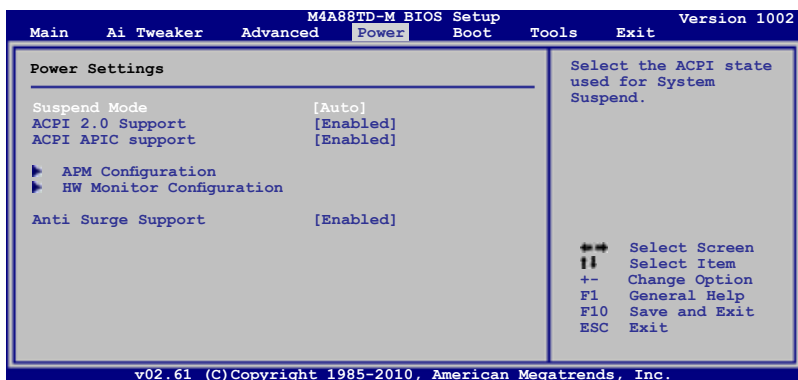 M4A88TD-M BIOS Setup Version 1002
Main Ai Tweaker Advanced Power Boot Tools Exit
Power Settings
Suspend Mode [Auto]
ACPI 2.0 Support [Enabled]
ACPI APIC support [Enabled]
APM Configuration
HW Monitor Configuration
Anti Surge Support [Enabled]
Select the ACPI state
used for System
Suspend.
Select Screen
Select Item
+- Change Option
F1 General Help
F10 Save and Exit
ESC Exit
v02.61 (C)Copyright 1985-2010, American Megatrends, Inc.